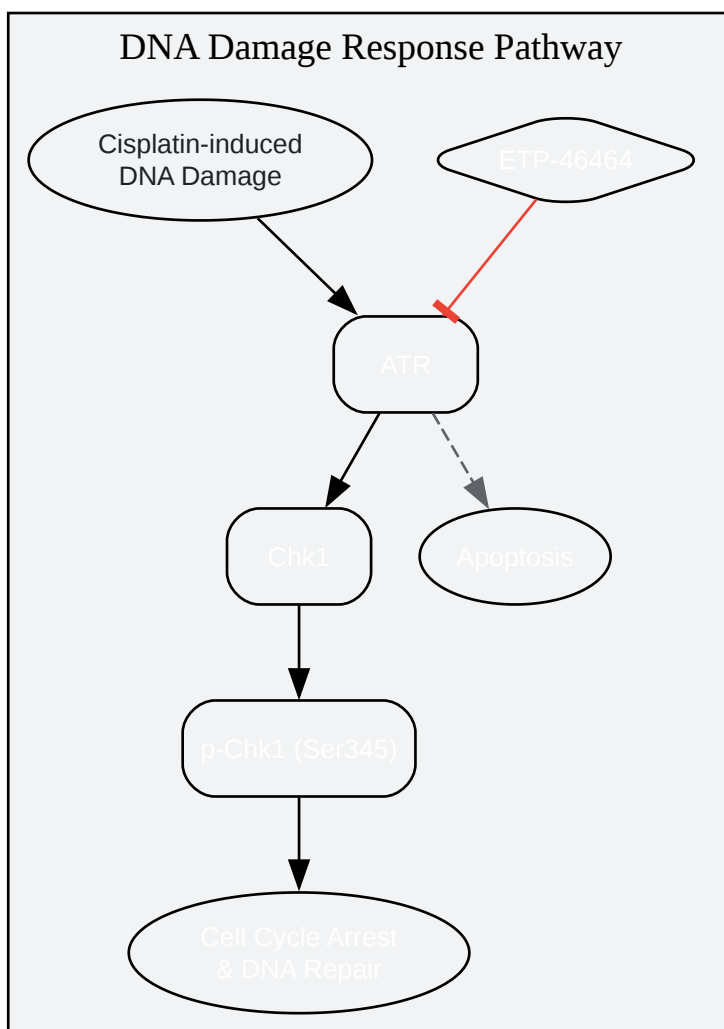 DNA Damage Response Pathway
Cisplatin-induced
DNA Damage
ETP-46464
ATR
Chk1
Apoptosis
p-Chk1 (Ser345)
Cell Cycle Arrest
& DNA Repair